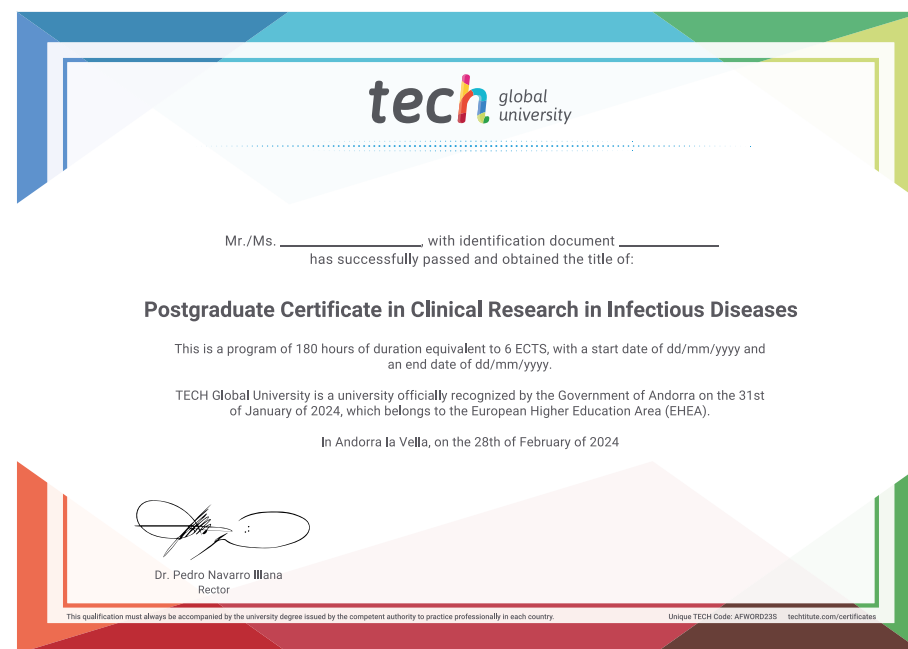 tech global
university
Mr./Ms. ____________________, with identification document ______________
has successfully passed and obtained the title of:
Postgraduate Certificate in Clinical Research in Infectious Diseases
This is a program of 180 hours of duration equivalent to 6 ECTS, with a start date of dd/mm/yyyy and
an end date of dd/mm/yyyy.
TECH Global University is a university officially recognized by the Government of Andorra on the 31st
of January of 2024, which belongs to the European Higher Education Area (EHEA).
In Andorra la Vella, on the 28th of February of 2024
Dr. Pedro Navarro Illana
Rector
This qualification must always be accompanied by the university degree issued by the competent authority to practice professionally in each country. Unique TECH Code: AFWORD23S techtitute.com/certificates